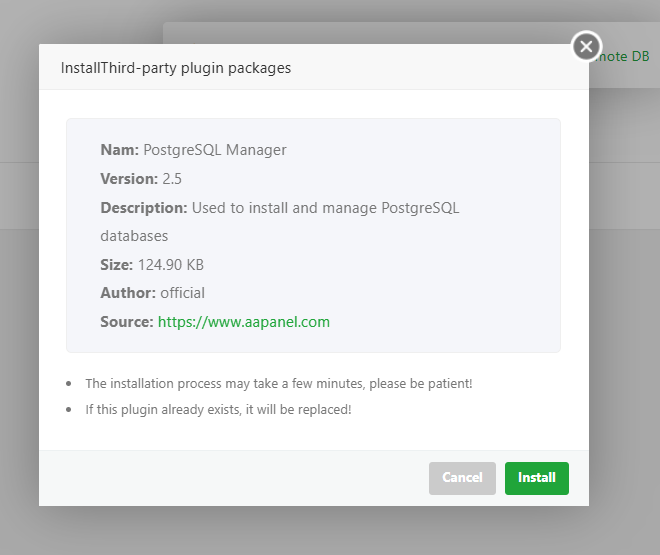 mote DB
InstallThird-party plugin packages
Nam: PostgreSQL Manager
Version: 2.5
Description: Used to install and manage PostgreSQL
databases
Size: 124.90 KB
Author: official
Source: https://www.aapanel.com
The installation process may take a few minutes, please be patient!
If this plugin already exists, it will be replaced!
Cancel Install